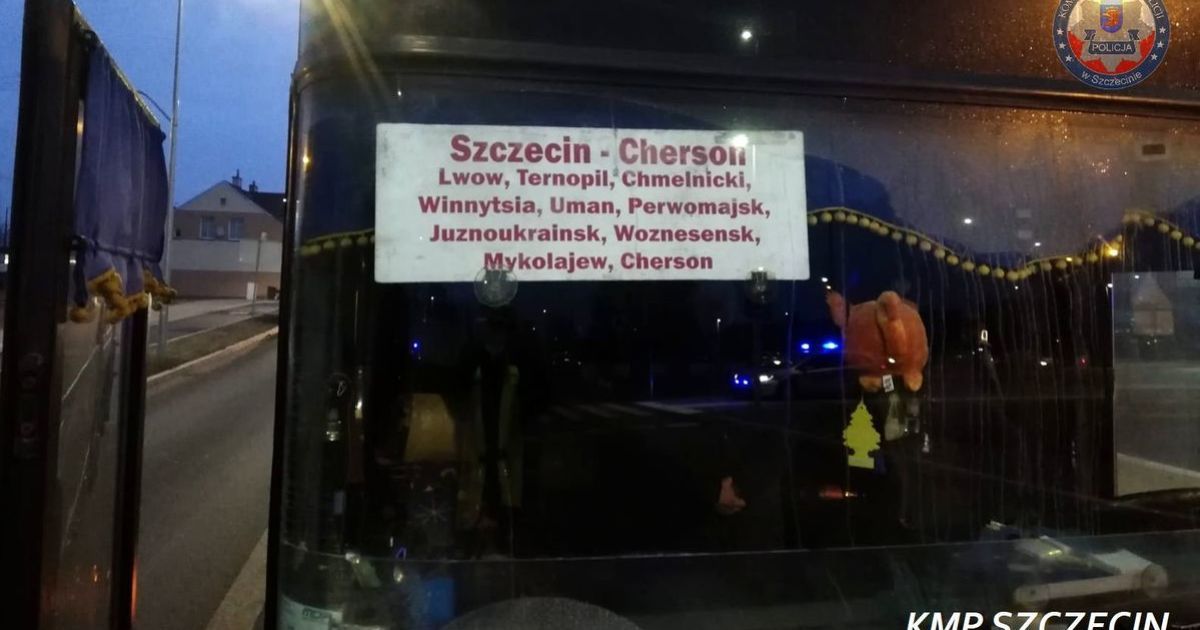 POLICJA
w Szczecinie
Szczecin - Cherson
Lwow, Ternopil, Chmelnicki,
Winnytsia, Uman, Perwomajsk,
Juznoukrainsk, Woznesensk,
Mykolajew, Cherson
KMP SZCZECIN